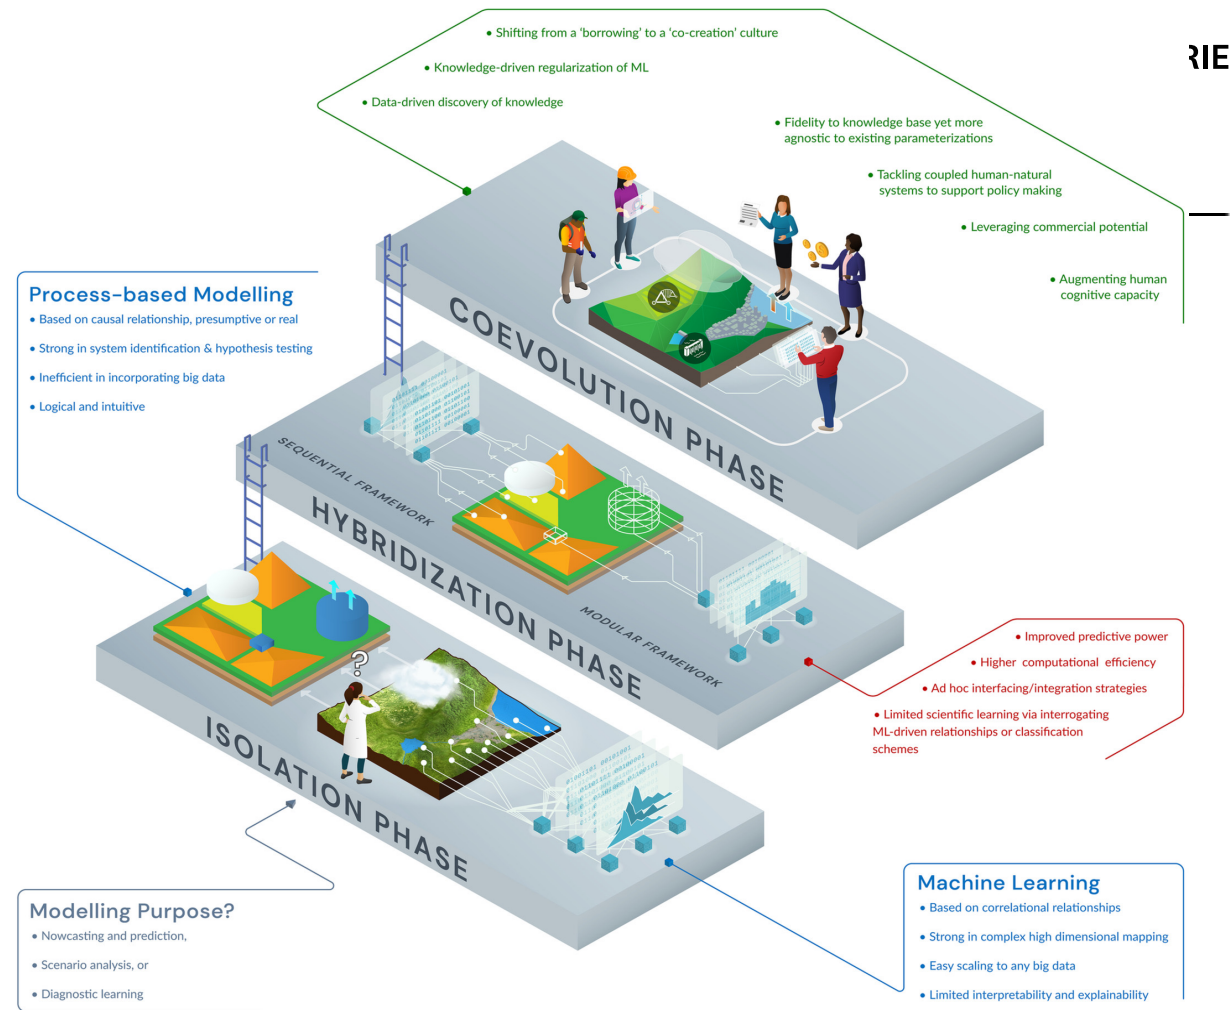 • Shifting from a 'borrowing' to a 'co-creation' culture
RIE
• Knowledge-driven regularization of ML
• Data-driven discovery of knowledge
• Fidelity to knowledge base yet more
agnostic to existing parameterizations
• Tackling coupled human-natural
systems to support policy making
• Leveraging commercial potential
• Augmenting human
cognitive capacity
COEVOLUTION PHASE
Process-based Modelling
• Based on causal relationship, presumptive or real
• Strong in system identification & hypothesis testing
• Inefficient in incorporating big data
• Logical and intuitive
SEQUENTIAL FRAMEWORK
HYBRIDIZATION PHASE
MODULAR FRAMEWORK
• Improved predictive power
• Higher computational efficiency
• Ad hoc interfacing/integration strategies
• Limited scientific learning via interrogating
ML-driven relationships or classification
schemes
?
ISOLATION PHASE
Modelling Purpose?
• Nowcasting and prediction,
• Scenario analysis, or
• Diagnostic learning
Machine Learning
• Based on correlational relationships
• Strong in complex high dimensional mapping
• Easy scaling to any big data
• Limited interpretability and explainability